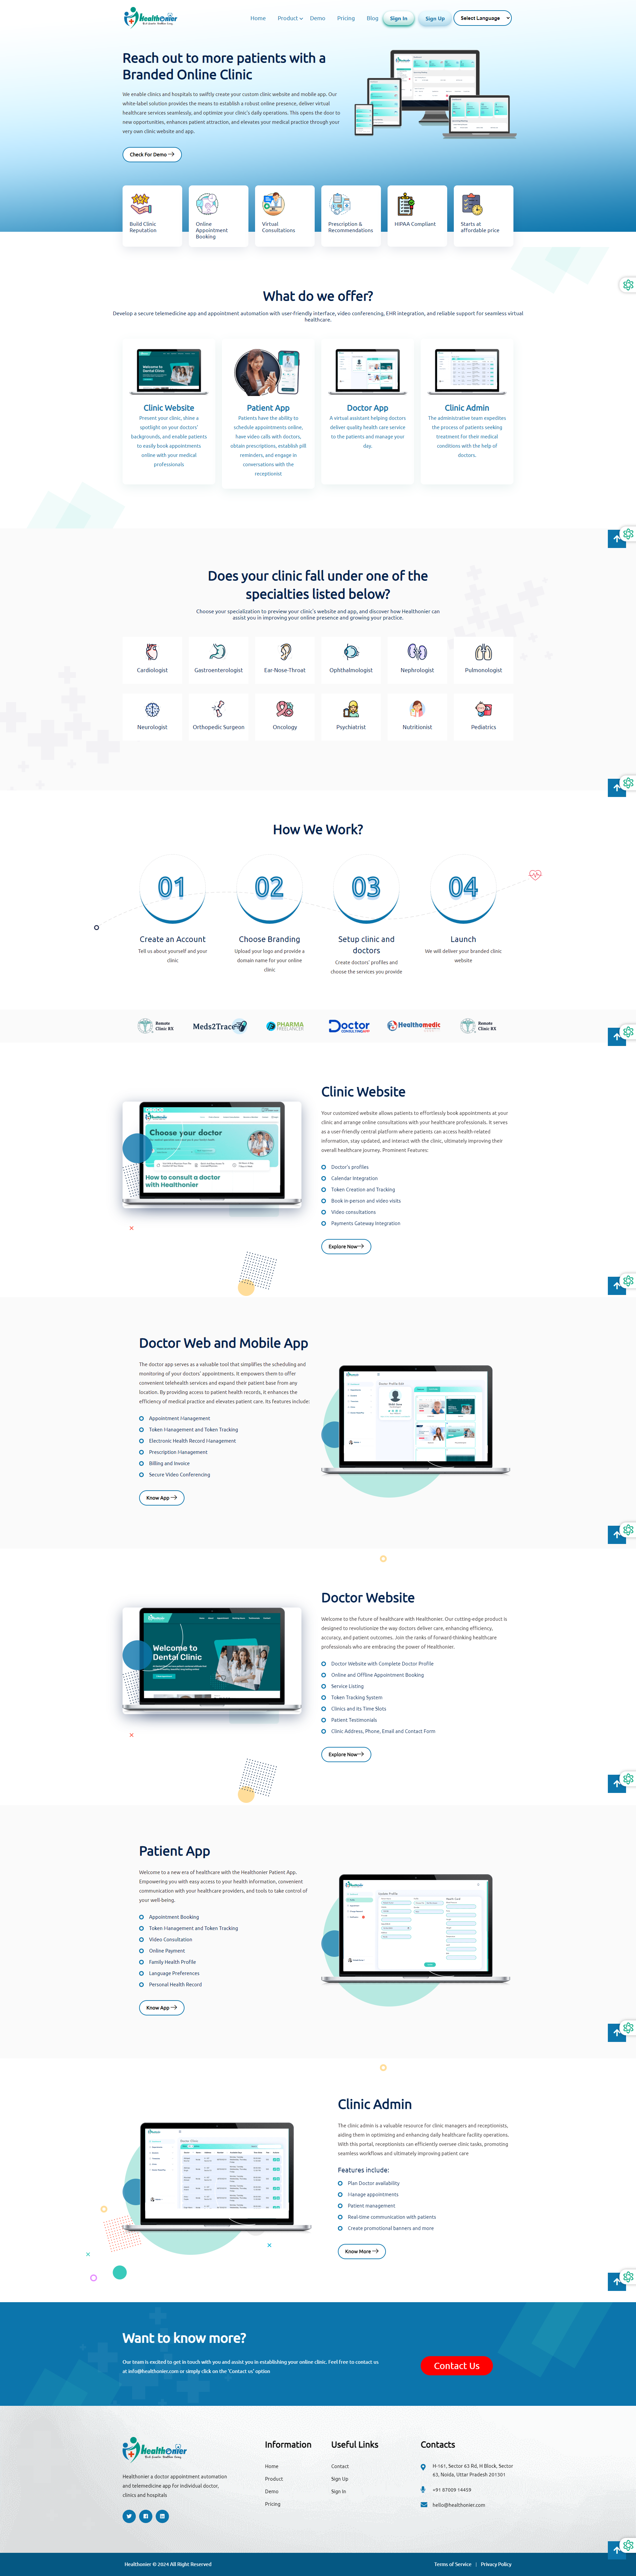 Healthonier
Home
Product
Demo
Pricing
Blog
Sign In
Sign Up
Select Language
Reach out to more patients with a
Branded Online Clinic
We enable clinics and hospitals to swiftly create your custom clinic website and mobile app. Our
white-label solution provides the means to establish a robust online presence, deliver virtual
healthcare services seamlessly, and optimize your clinic's daily operations. This opens the door to
new opportunities, enhances patient attraction, and elevates your medical practice through your
very own clinic website and app.
Check For Demo
Build Clinic
Reputation
Online
Appointment
Booking
Virtual
Consultations
Prescription &
Recommendations
HIPAA Compliant
Starts at
affordable price
What do we offer?
Develop a secure telemedicine app and appointment automation with user-friendly interface, video conferencing, EHR integration, and reliable support for seamless virtual
healthcare.
Clinic Website
Present your clinic, shine a
spotlight on your doctors'
backgrounds, and enable patients
to easily book appointments
online with your medical
professionals
Patient App
Patients have the ability to
schedule appointments online,
have video calls with doctors,
obtain prescriptions, establish pill
reminders, and engage in
conversations with the
receptionist
Doctor App
A virtual assistant helping doctors
deliver quality health care service
to the patients and manage your
day.
Clinic Admin
The administrative team expedites
the process of patients seeking
treatment for their medical
conditions with the help of
doctors.
Does your clinic fall under one of the
specialties listed below?
Choose your specialization to preview your clinic's website and app, and discover how Healthonier can
assist you in improving your online presence and growing your practice.
Cardiologist
Gastroenterologist
Ear-Nose-Throat
Ophthalmologist
Nephrologist
Pulmonologist
Neurologist
Orthopedic Surgeon
Oncology
Psychiatrist
Nutritionist
Pediatrics
How We Work?
01
02
03
04
Create an Account
Tell us about yourself and your
clinic
Choose Branding
Upload your logo and provide a
domain name for your online
clinic
Setup clinic and
doctors
Create doctors' profiles and
choose the services you provide
Launch
We will deliver your branded clinic
website
Remote
Clinic RX
Meds2Trace
PHARMA
FREELANCER
Doctor
CONSULTING
Healthomedic
Remote
Clinic RX
Choose your doctor
How to consult a doctor
with Healthonier
Clinic Website
Your customized website allows patients to effortlessly book appointments at your
clinic and arrange online consultations with your healthcare professionals. It serves
as a user-friendly central platform where patients can access health-related
information, stay updated, and interact with the clinic, ultimately improving their
overall healthcare journey. Prominent Features:
Doctor's profiles
Calendar Integration
Token Creation and Tracking
Book in-person and video visits
Video consultations
Payments Gateway Integration
Explore Now
Doctor Web and Mobile App
The doctor app serves as a valuable tool that simplifies the scheduling and
monitoring of your doctors' appointments. It empowers them to offer
convenient telehealth services and expand their patient base from any
location. By providing access to patient health records, it enhances the
efficiency of medical practice and elevates patient care. Its features include:
Appointment Management
Token Management and Token Tracking
Electronic Health Record Management
Prescription Management
Billing and Invoice
Secure Video Conferencing
Know App
Welcome to
Dental Clinic
Doctor Website
Welcome to the future of healthcare with Healthonier. Our cutting-edge product is
designed to revolutionize the way doctors deliver care, enhancing efficiency,
accuracy, and patient outcomes. Join the ranks of forward-thinking healthcare
professionals who are embracing the power of Healthonier.
Doctor Website with Complete Doctor Profile
Online and Offline Appointment Booking
Service Listing
Token Tracking System
Clinics and its Time Slots
Patient Testimonials
Clinic Address, Phone, Email and Contact Form
Explore Now
Patient App
Welcome to a new era of healthcare with the Healthonier Patient App.
Empowering you with easy access to your health information, convenient
communication with your healthcare providers, and tools to take control of
your well-being.
Appointment Booking
Token Management and Token Tracking
Video Consultation
Online Payment
Family Health Profile
Language Preferences
Personal Health Record
Know App
Clinic Admin
The clinic admin is a valuable resource for clinic managers and receptionists,
aiding them in optimizing and enhancing daily healthcare facility operations.
With this portal, receptionists can efficiently oversee clinic tasks, promoting
seamless workflows and ultimately improving patient care
Features include:
Plan Doctor availability
Manage appointments
Patient management
Real-time communication with patients
Create promotional banners and more
Know More
Want to know more?
Our team is excited to get in touch with you and assist you in establishing your online clinic. Feel free to contact us
at info@healthonier.com or simply click on the 'Contact us' option
Contact Us
Healthonier
Healthonier a doctor appointment automation
and telemedicine app for Individual doctor,
clinics and hospitals
Information
Home
Product
Demo
Pricing
Useful Links
Contact
Sign Up
Sign In
Contacts
H-161, Sector 63 Rd, H Block, Sector
63, Noida, Uttar Pradesh 201301
+91 87009 14459
hello@healthonier.com
Healthonier © 2024 All Right Reserved
Terms of Service | Privacy Policy